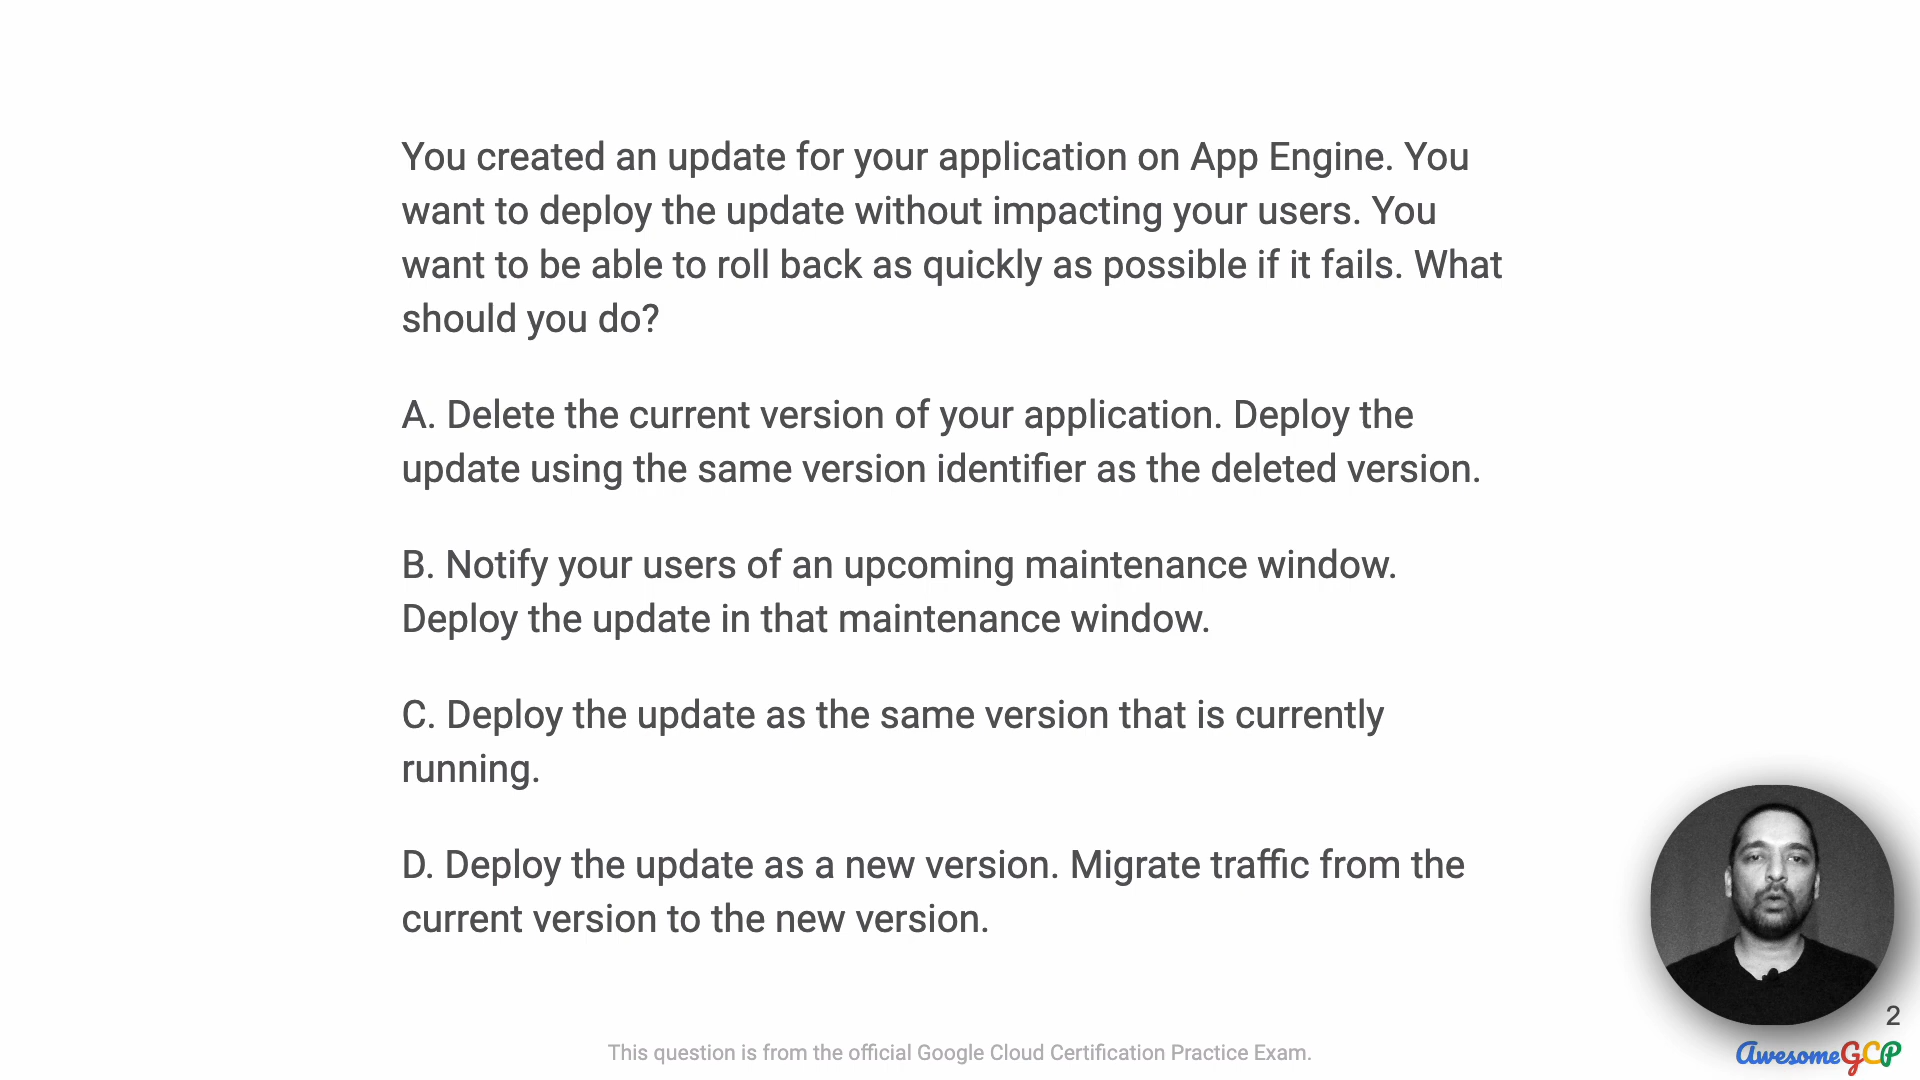 You created an update for your application on App Engine. You
want to deploy the update without impacting your users. You
want to be able to roll back as quickly as possible if it fails. What
should you do?
A. Delete the current version of your application. Deploy the
update using the same version identifier as the deleted version.
B. Notify your users of an upcoming maintenance window.
Deploy the update in that maintenance window.
C. Deploy the update as the same version that is currently
running.
D. Deploy the update as a new version. Migrate traffic from the
current version to the new version.
2
This question is from the official Google Cloud Certification Practice Exam.
AwesomeGCP